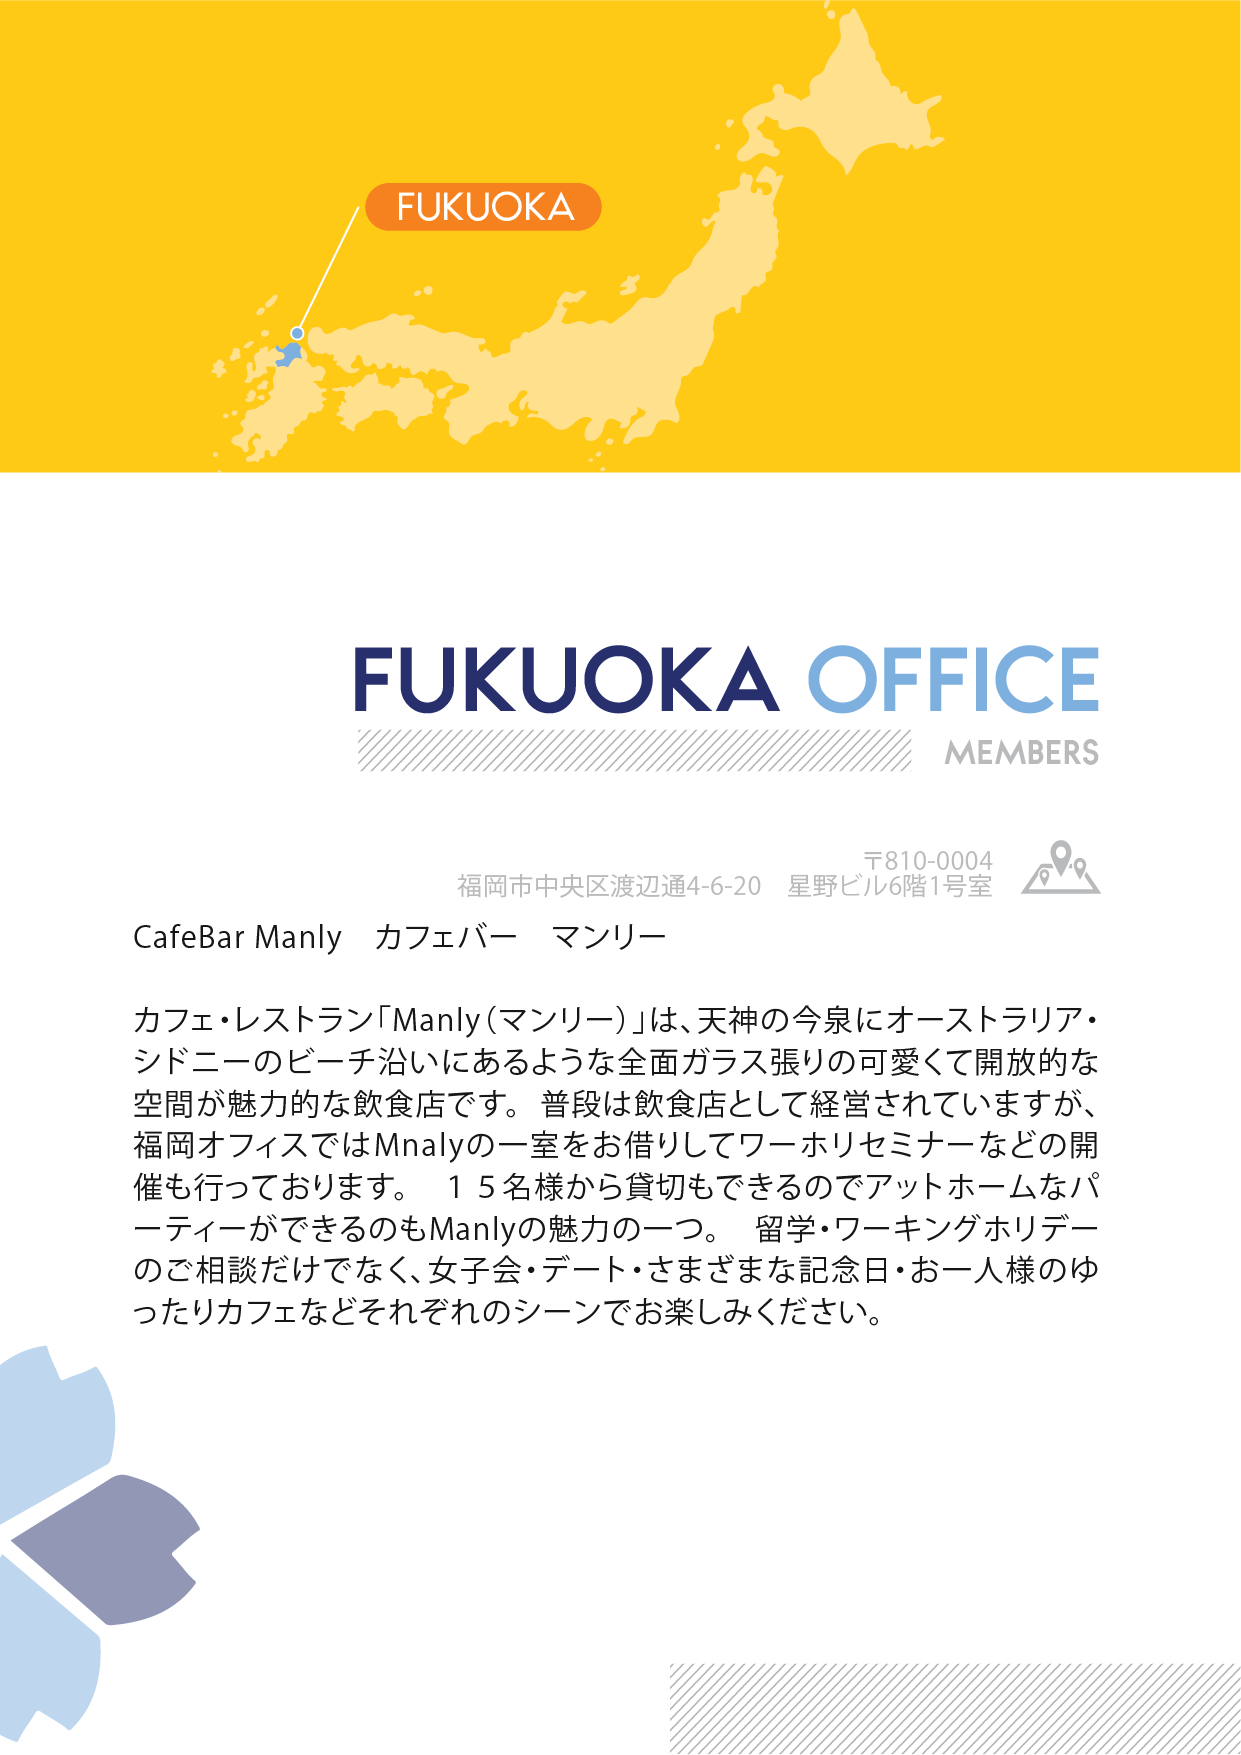 FUKUOKA
FUKUOKA OFFICE
MEMBERS
〒810-0004
福岡市中央区渡辺通4-6-20　星野ビル6階1号室
CafeBar Manly　カフェバー　マンリー
カフェ・レストラン「Manly（マンリー）」は、天神の今泉にオーストラリア・
シドニーのビーチ沿いにあるような全面ガラス張りの可愛くて開放的な
空間が魅力的な飲食店です。 普段は飲食店として経営されていますが、
福岡オフィスではMnalyの一室をお借りしてワーホリセミナーなどの開
催も行っております。　１５名様から貸切もできるのでアットホームなパ
ーティーができるのもManlyの魅力の一つ。　留学・ワーキングホリデー
のご相談だけでなく、女子会・デート・さまざまな記念日・お一人様のゆ
ったりカフェなどそれぞれのシーンでお楽しみください。